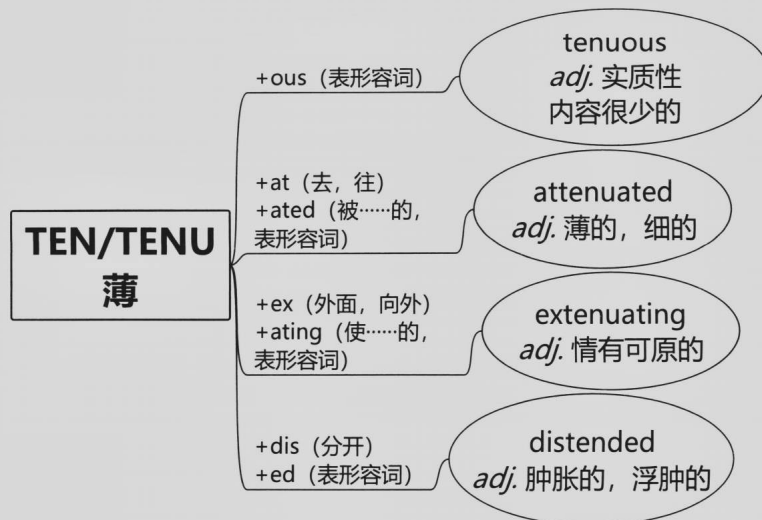 TEN/TENU
薄
+ous（表形容词）
tenuous
adj. 实质性
内容很少的
+at（去，往）
+ated（被……的，
表形容词）
attenuated
adj. 薄的，细的
+ex（外面，向外）
+ating（使……的，
表形容词）
extenuating
adj. 情有可原的
+dis（分开）
+ed（表形容词）
distended
adj. 肿胀的，浮肿的